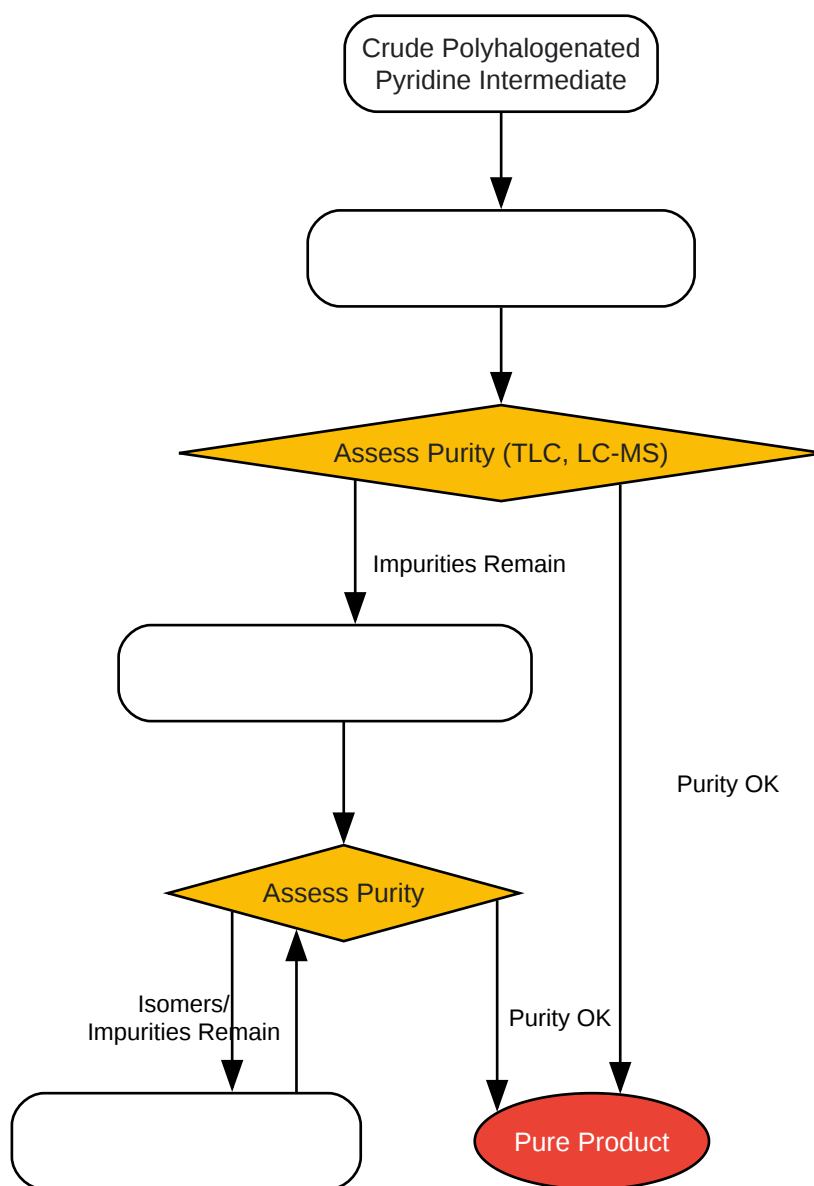 Crude Polyhalogenated
Pyridine Intermediate
Assess Purity (TLC, LC-MS)
Impurities Remain
Purity OK
Assess Purity
Isomers/
Impurities Remain
Purity OK
Pure Product